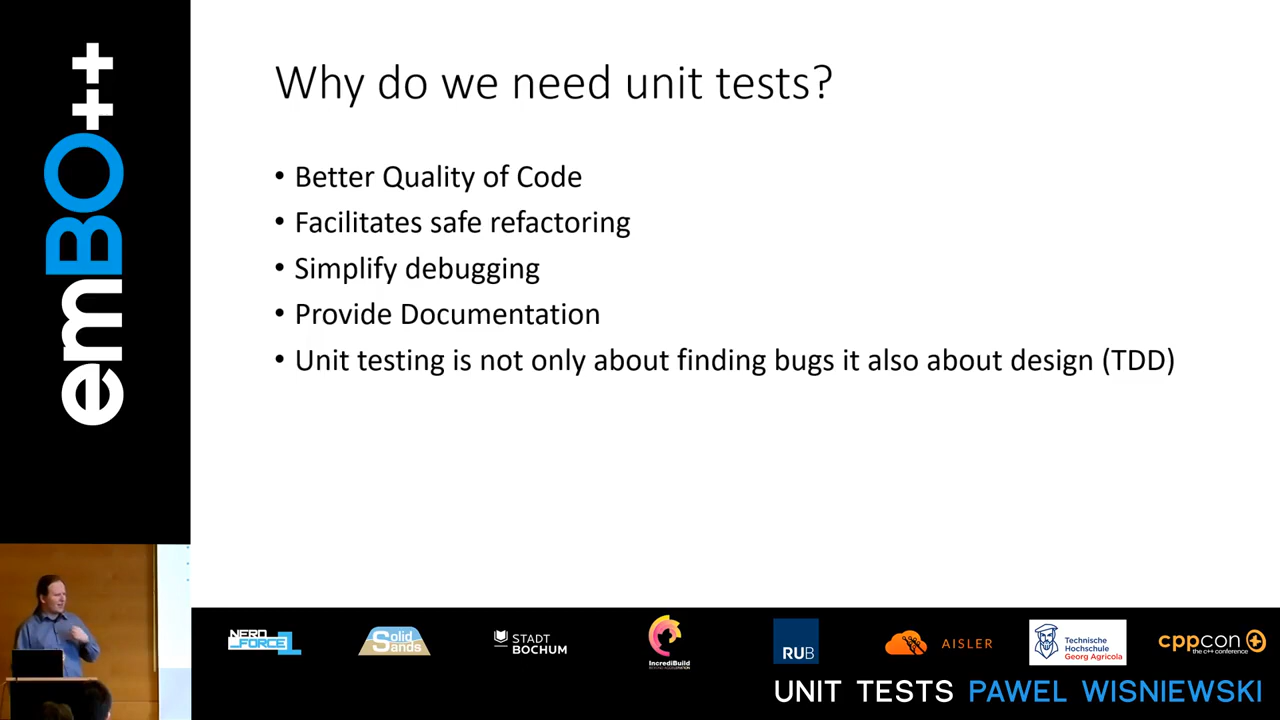 emBO++
Why do we need unit tests?
• Better Quality of Code
• Facilitates safe refactoring
• Simplify debugging
• Provide Documentation
• Unit testing is not only about finding bugs it also about design (TDD)
NERD FORCE1
Solid Sands
STADT
BOCHUM
IncrediBuild
RUB
AISLER
Technische
Hochschule
Georg Agricola
cppcon
the c++ conference
UNIT TESTS PAWEL WISNIEWSKI